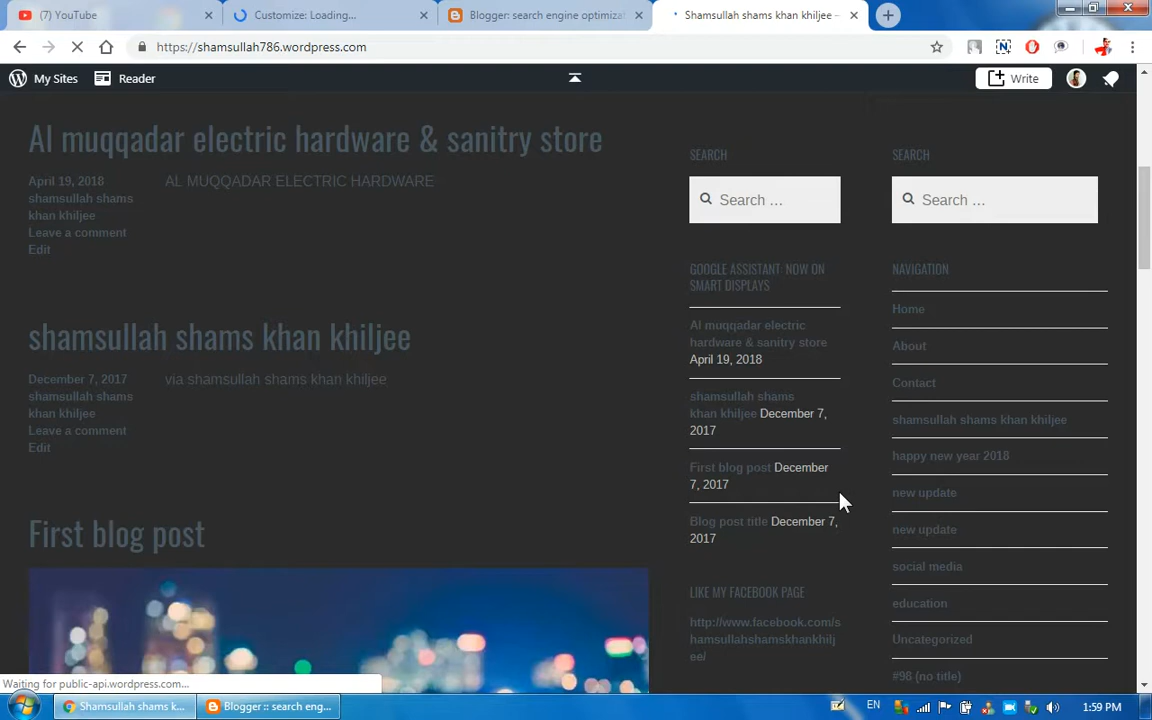 (7) YouTube
Customize: Loading...
Blogger: search engine optimizat
Shamsullah shams khan khiljee –
https://shamsullah786.wordpress.com
My Sites
Reader
Write
Al muqqadar electric hardware & sanitry store
April 19, 2018
shamsullah shams
khan khiljee
Leave a comment
Edit
AL MUQQADAR ELECTRIC HARDWARE
shamsullah shams khan khiljee
December 7, 2017
shamsullah shams
khan khiljee
Leave a comment
Edit
via shamsullah shams khan khiljee
First blog post
SEARCH
Search …
GOOGLE ASSISTANT: NOW ON
SMART DISPLAYS
Al muqqadar electric
hardware & sanitry store
April 19, 2018
shamsullah shams
khan khiljee December 7,
2017
First blog post December
7, 2017
Blog post title December 7,
2017
LIKE MY FACEBOOK PAGE
http://www.facebook.com/s
hamsullahshamskhankhilj
ee/
SEARCH
Search …
NAVIGATION
Home
About
Contact
shamsullah shams khan khiljee
happy new year 2018
new update
new update
social media
education
Uncategorized
#98 (no title)
Waiting for public-api.wordpress.com...
Shamsullah shams k...
Blogger :: search eng...
EN
1:59 PM